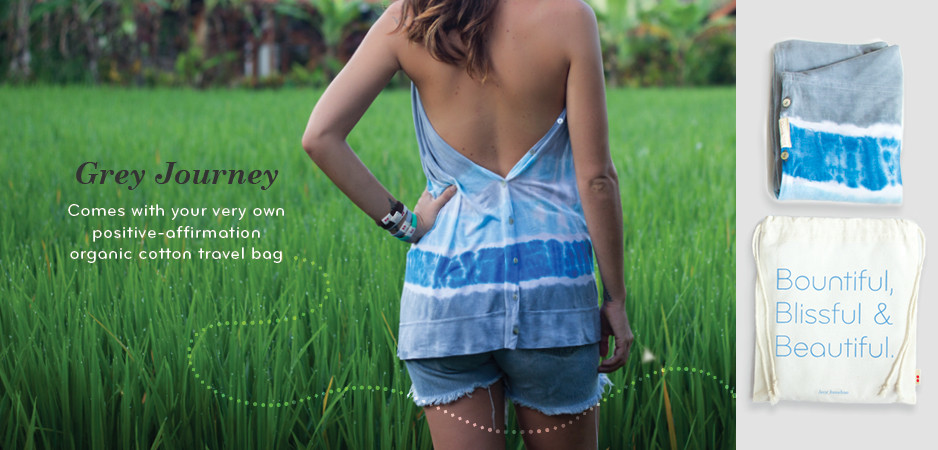 Grey Journey
Comes with your very own
positive-affirmation
organic cotton travel bag
Bountiful,
Blissful &
Beautiful.